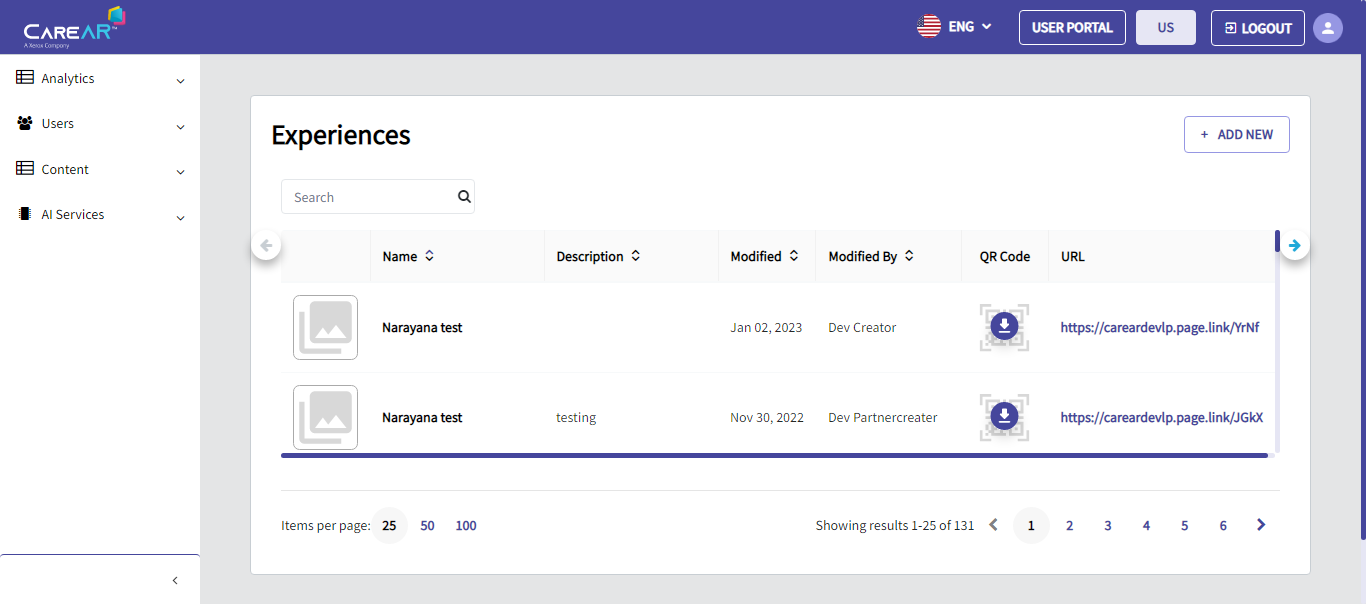 CAREAR™
A Xerox Company
ENG
USER PORTAL
US
LOGOUT
Analytics
Users
Content
AI Services
Experiences
+ ADD NEW
Search
Name Description Modified Modified By QR Code URL
Narayana test Jan 02, 2023 Dev Creator https://careardevlp.page.link/YrNf
Narayana test testing Nov 30, 2022 Dev Partnercreater https://careardevlp.page.link/JGkX
Items per page: 25 50 100 Showing results 1-25 of 131 1 2 3 4 5 6